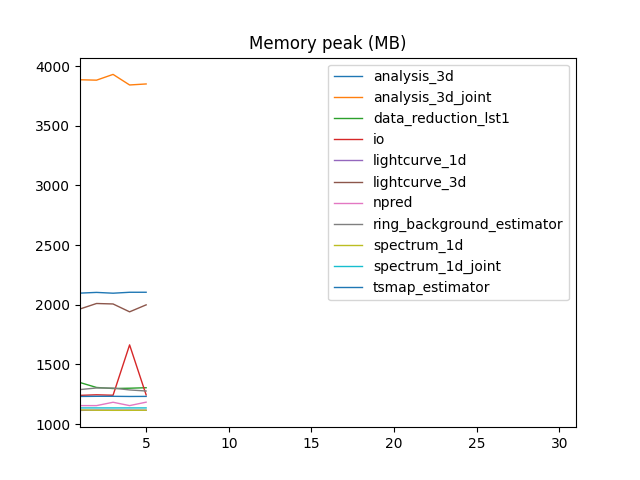 Memory peak (MB)
4000
3500
3000
2500
2000
1500
1000
5
10
15
20
25
30
analysis_3d
analysis_3d_joint
data_reduction_lst1
io
lightcurve_1d
lightcurve_3d
npred
ring_background_estimator
spectrum_1d
spectrum_1d_joint
tsmap_estimator